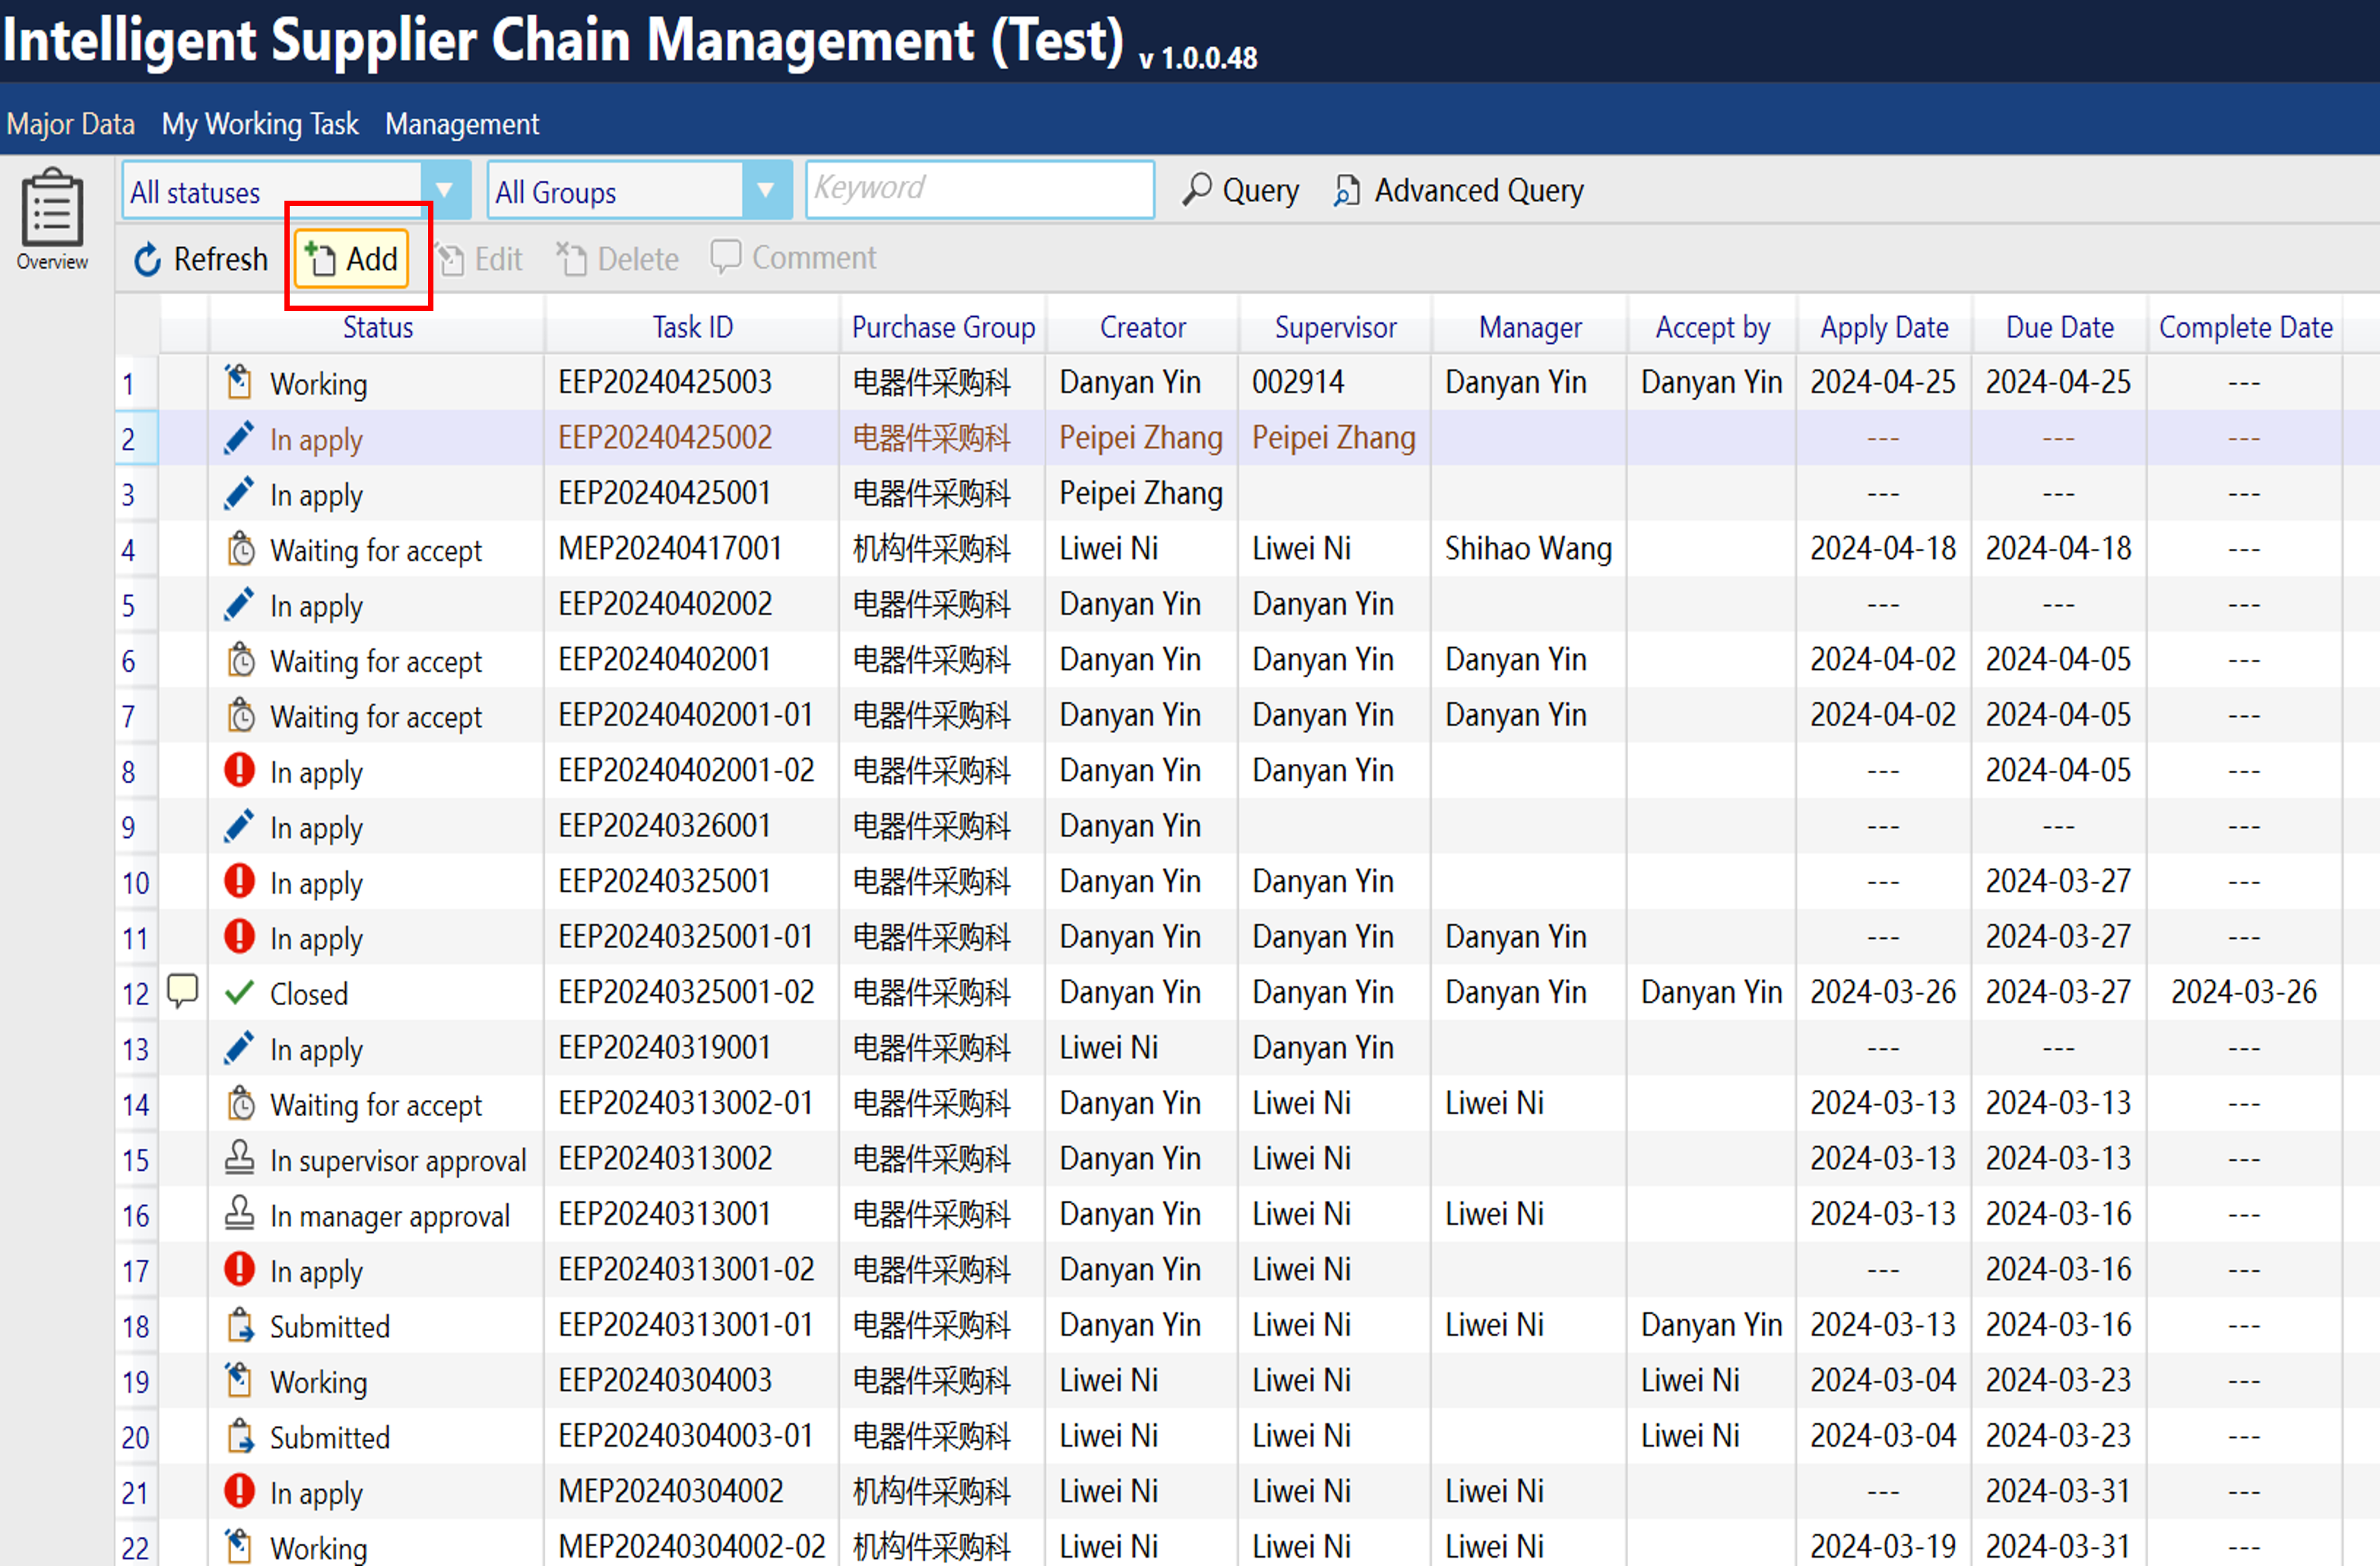 Intelligent Supplier Chain Management (Test) v 1.0.0.48
Major Data My Working Task Management
All statuses All Groups Keyword Query Advanced Query
Overview
Refresh Add Edit Delete Comment
Status Task ID Purchase Group Creator Supervisor Manager Accept by Apply Date Due Date Complete Date
1 Working EEP20240425003 电器件采购科 Danyan Yin 002914 Danyan Yin Danyan Yin 2024-04-25 2024-04-25 ---
2 In apply EEP20240425002 电器件采购科 Peipei Zhang Peipei Zhang --- --- ---
3 In apply EEP20240425001 电器件采购科 Peipei Zhang --- --- ---
4 Waiting for accept MEP20240417001 机构件采购科 Liwei Ni Liwei Ni Shihao Wang 2024-04-18 2024-04-18 ---
5 In apply EEP20240402002 电器件采购科 Danyan Yin Danyan Yin --- --- ---
6 Waiting for accept EEP20240402001 电器件采购科 Danyan Yin Danyan Yin Danyan Yin 2024-04-02 2024-04-05 ---
7 Waiting for accept EEP20240402001-01 电器件采购科 Danyan Yin Danyan Yin Danyan Yin 2024-04-02 2024-04-05 ---
8 In apply EEP20240402001-02 电器件采购科 Danyan Yin Danyan Yin --- 2024-04-05 ---
9 In apply EEP20240326001 电器件采购科 Danyan Yin --- --- ---
10 In apply EEP20240325001 电器件采购科 Danyan Yin Danyan Yin --- 2024-03-27 ---
11 In apply EEP20240325001-01 电器件采购科 Danyan Yin Danyan Yin Danyan Yin --- 2024-03-27 ---
12 Closed EEP20240325001-02 电器件采购科 Danyan Yin Danyan Yin Danyan Yin Danyan Yin 2024-03-26 2024-03-27 2024-03-26
13 In apply EEP20240319001 电器件采购科 Liwei Ni Danyan Yin --- --- ---
14 Waiting for accept EEP20240313002-01 电器件采购科 Danyan Yin Liwei Ni Liwei Ni 2024-03-13 2024-03-13 ---
15 In supervisor approval EEP20240313002 电器件采购科 Danyan Yin Liwei Ni 2024-03-13 2024-03-13 ---
16 In manager approval EEP20240313001 电器件采购科 Danyan Yin Liwei Ni Liwei Ni 2024-03-13 2024-03-16 ---
17 In apply EEP20240313001-02 电器件采购科 Danyan Yin Liwei Ni --- 2024-03-16 ---
18 Submitted EEP20240313001-01 电器件采购科 Danyan Yin Liwei Ni Liwei Ni Danyan Yin 2024-03-13 2024-03-16 ---
19 Working EEP20240304003 电器件采购科 Liwei Ni Liwei Ni Liwei Ni 2024-03-04 2024-03-23 ---
20 Submitted EEP20240304003-01 电器件采购科 Liwei Ni Liwei Ni Liwei Ni 2024-03-04 2024-03-23 ---
21 In apply MEP20240304002 机构件采购科 Liwei Ni Liwei Ni Liwei Ni --- 2024-03-31 ---
22 Working MEP20240304002-02 机构件采购科 Liwei Ni Liwei Ni Liwei Ni 2024-03-19 2024-03-31 ---